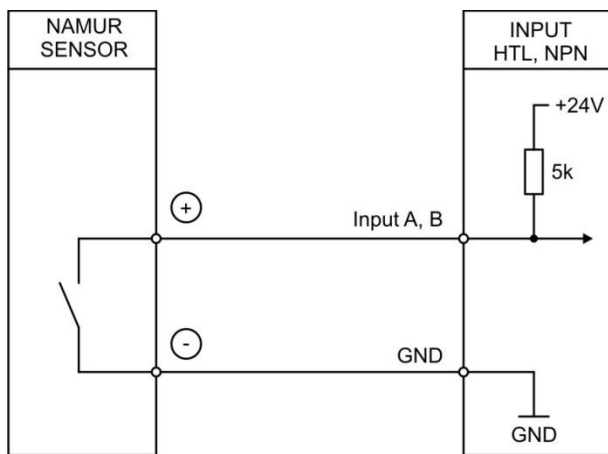 NAMUR
SENSOR
INPUT
HTL, NPN
+24V
5k
+
Input A, B
-
GND
GND